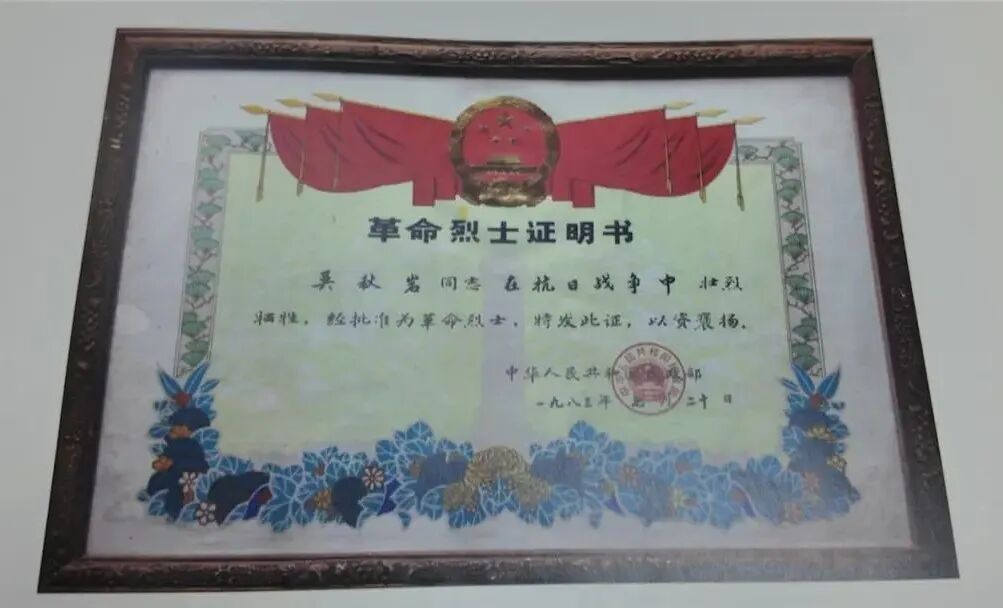 革命烈士证明书
吴秋岩同志在抗日战争中壮烈
牺牲，经批准为革命烈士，特发此证，以资褒扬。
中华人民共和国 部
一九八三年 月二十日